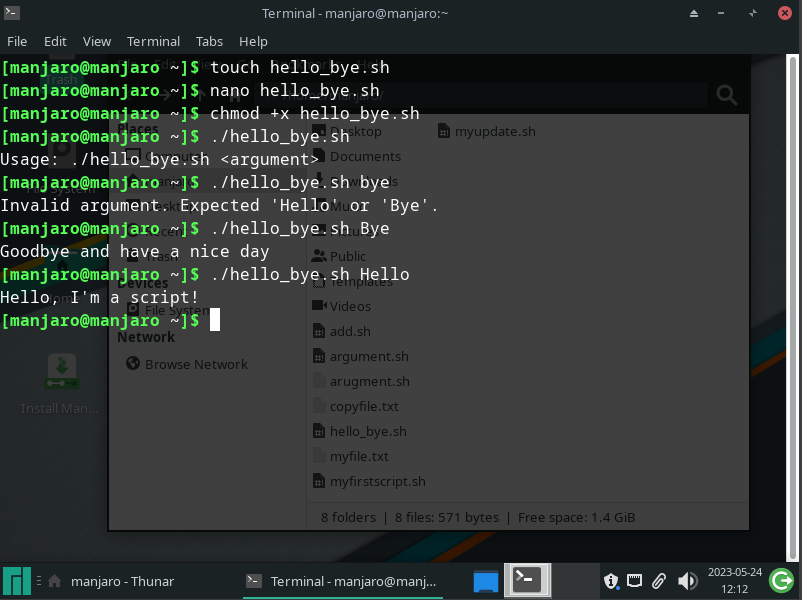 Terminal - manjaro@manjaro:~
File Edit View Terminal Tabs Help
[manjaro@manjaro ~]$ touch hello_bye.sh
[manjaro@manjaro ~]$ nano hello_bye.sh
[manjaro@manjaro ~]$ chmod +x hello_bye.sh
[manjaro@manjaro ~]$ ./hello_bye.sh
Usage: ./hello_bye.sh <argument>
[manjaro@manjaro ~]$ ./hello_bye.sh bye
Invalid argument. Expected 'Hello' or 'Bye'.
[manjaro@manjaro ~]$ ./hello_bye.sh Bye
Goodbye and have a nice day
[manjaro@manjaro ~]$ ./hello_bye.sh Hello
Hello, I'm a script!
[manjaro@manjaro ~]$
Trash
Install Man...
Places
Trash
Devices
File System
Network
Browse Network
Desktop
Documents
Downloads
Public
Templates
Videos
add.sh
argument.sh
arugment.sh
copyfile.txt
hello_bye.sh
myfile.txt
myfirstscript.sh
myupdate.sh
8 folders | 8 files: 571 bytes | Free space: 1.4 GiB
manjaro - Thunar
Terminal - manjaro@manj...
2023-05-24
12:12